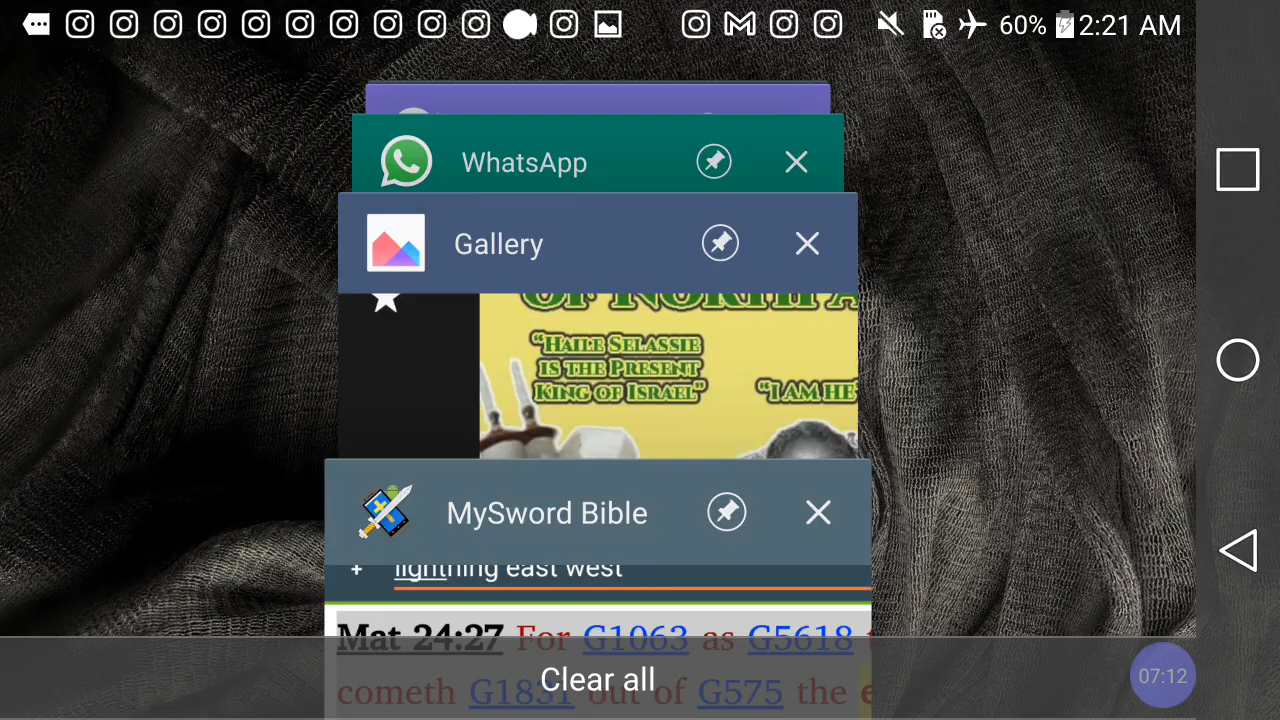 60% 2:21 AM
WhatsApp
Gallery
OF NORTH A
"HAILE SELASSIE
IS THE PRESENT
KING OF ISRAEL"
"I AM HE
MySword Bible
+ lightning east west
Mat 24:27 For G1063 as G5618 t
cometh G1831 out of G575 the e
Clear all
07:12